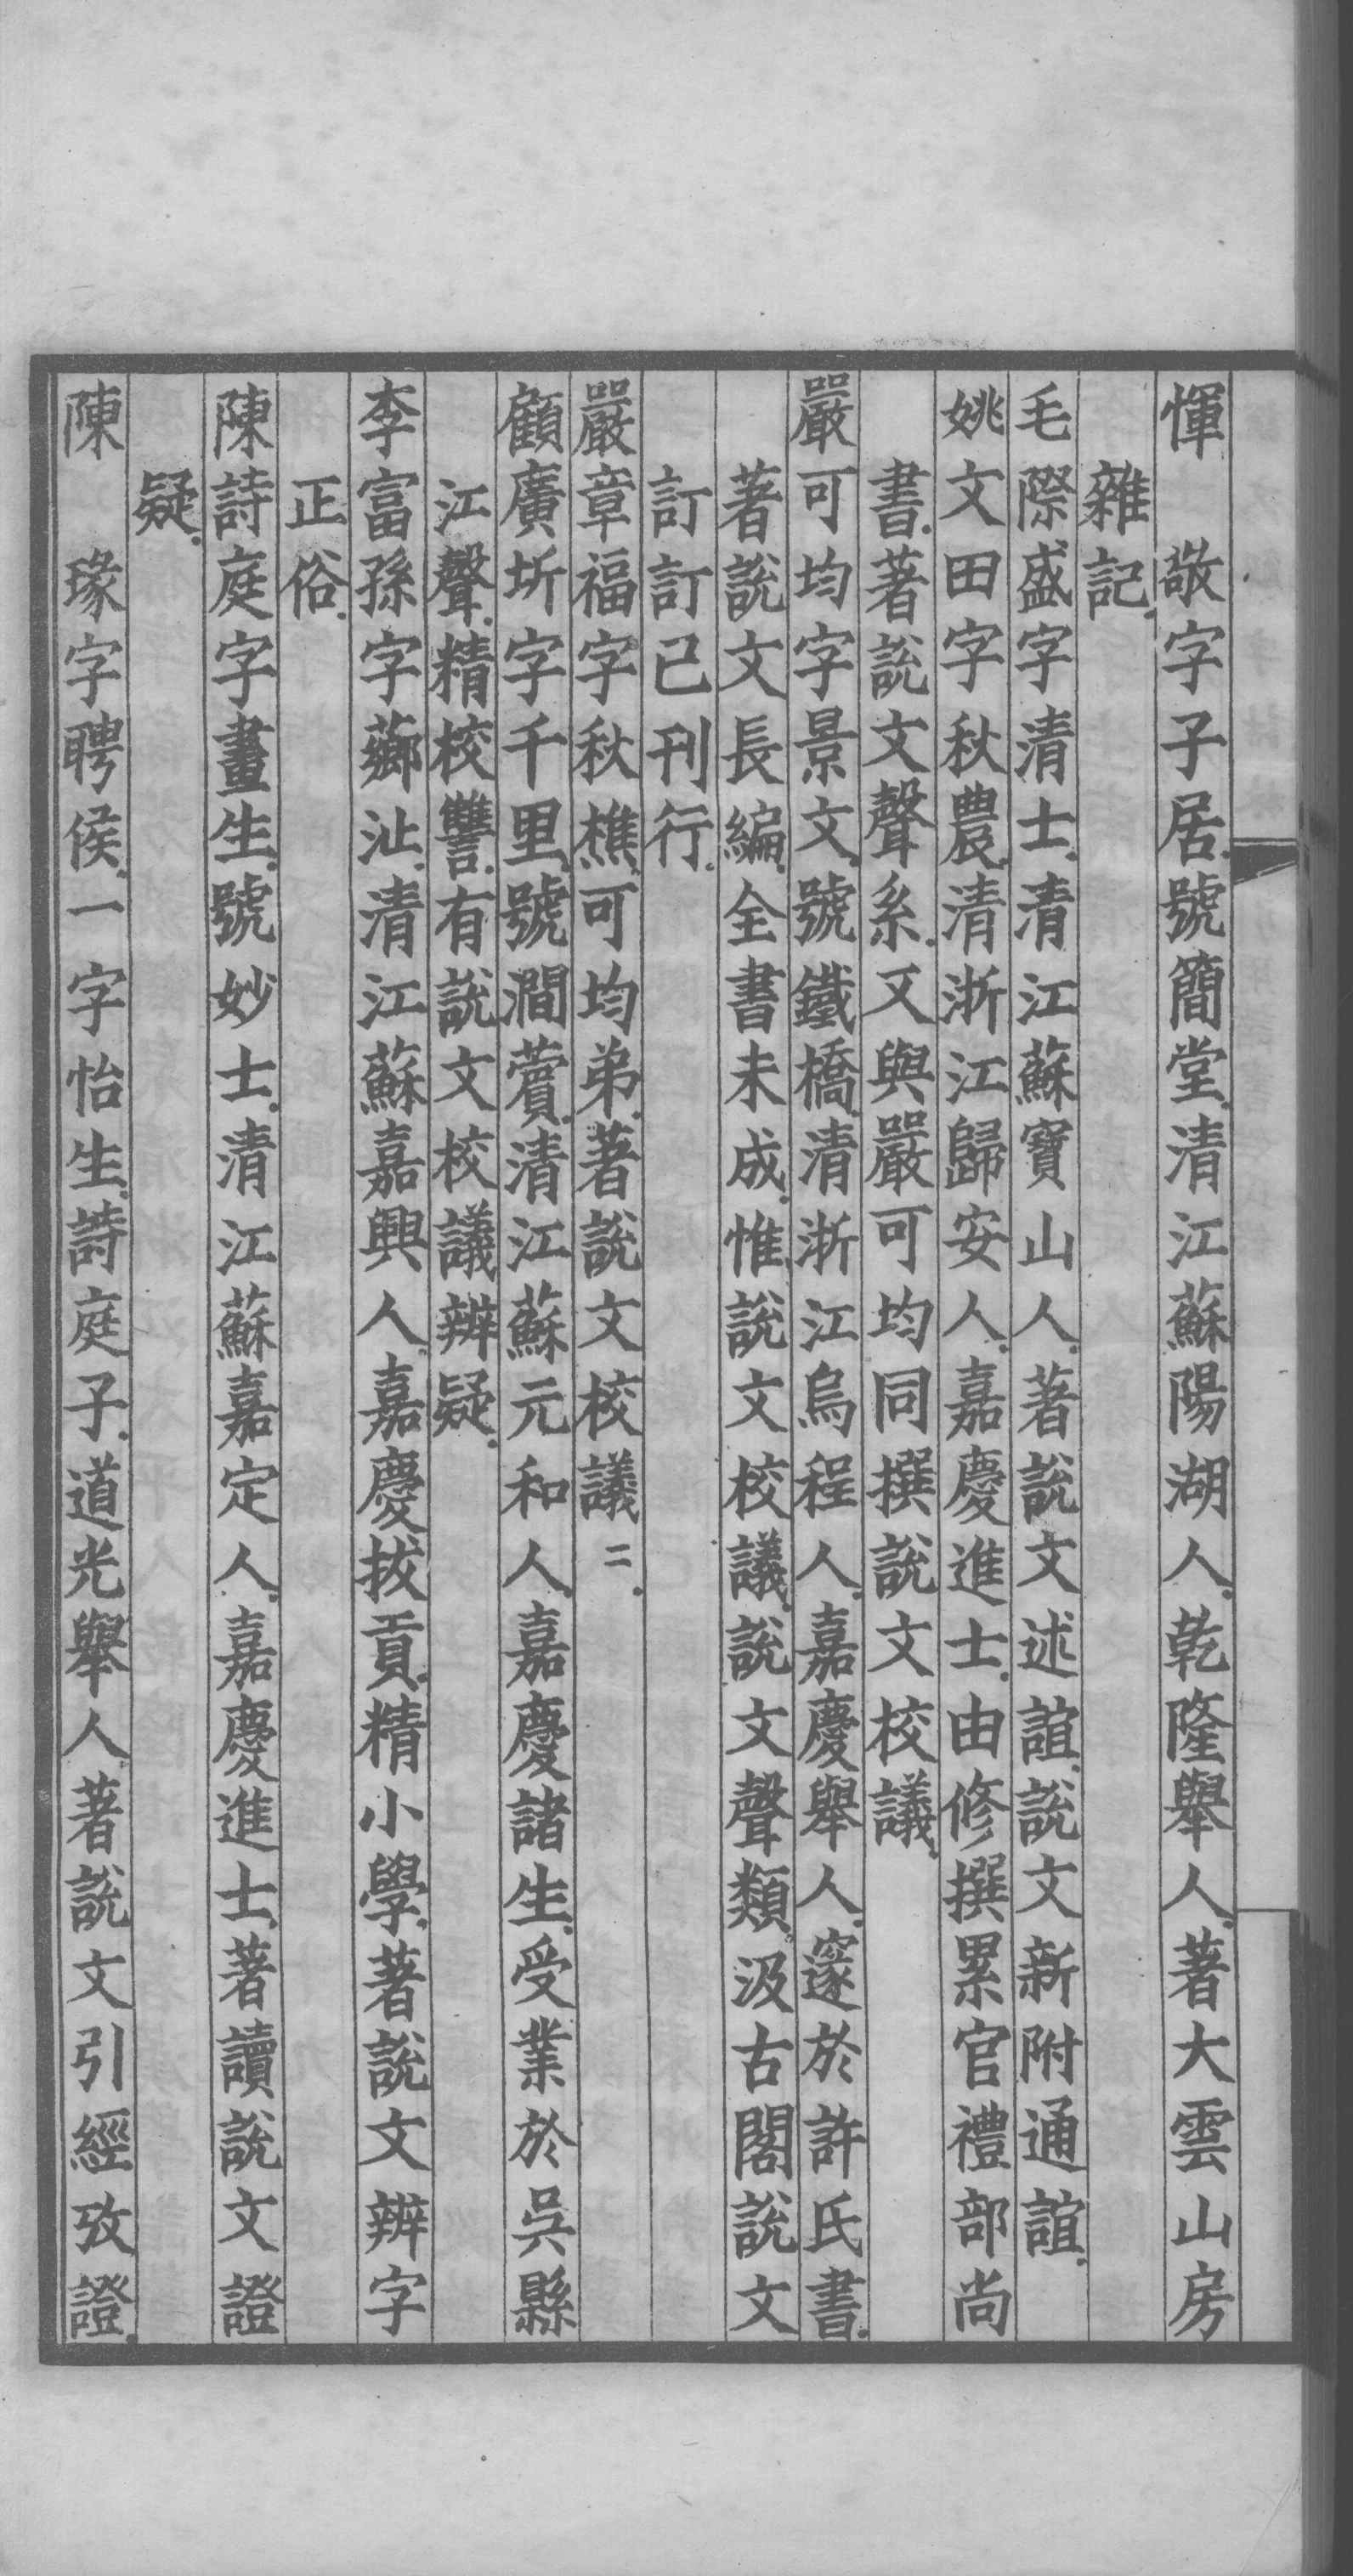 惲　敬字子居.號簡堂.清江蘇陽湖人.乾隆舉人.著大雲山房
雜記.
毛際盛字清士.清江蘇寶山人.著說文述誼.說文新附通誼.
姚文田字秋農.清浙江歸安人.嘉慶進士.由修撰累官禮部尚
書.著說文聲系.又與嚴可均同撰說文校議.
嚴可均字景文.號鐵橋.清浙江烏程人.嘉慶舉人.邃於許氏書.
著說文長編.全書未成.惟說文校議.說文聲類.汲古閣說文
訂訂已刊行.
嚴章福字秋樵.可均弟.著說文校議二.
顧廣圻字千里.號澗薲.清江蘇元和人.嘉慶諸生.受業於吳縣
江聲.精校讐.有說文校議辨疑.
李富孫字薌沚.清江蘇嘉興人.嘉慶拔貢.精小學.著說文辨字
正俗.
陳詩庭字畫生.號妙士.清江蘇嘉定人.嘉慶進士.著讀說文證
疑.
陳　瑑字聘侯.一字怡生.詩庭子.道光舉人.著說文引經攷證.